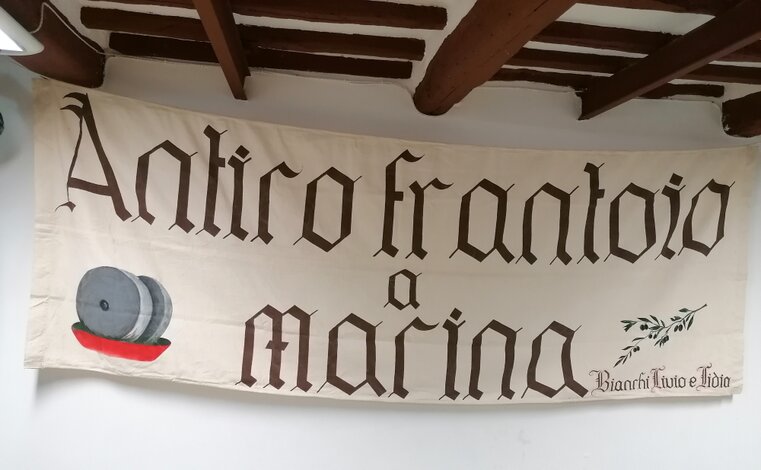 Antico frantoio
a
Marina
Bianchi Livio e Lidia